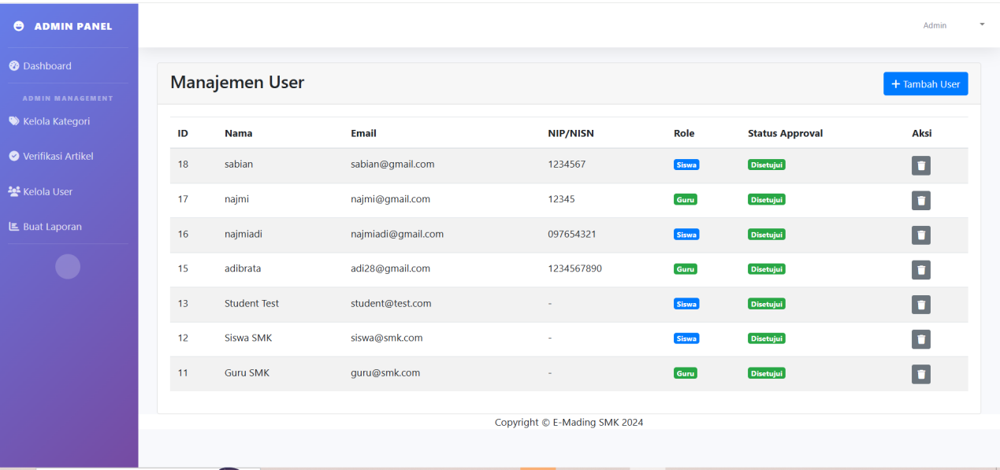 ADMIN PANEL
Admin
Dashboard
ADMIN MANAGEMENT
Kelola Kategori
Verifikasi Artikel
Kelola User
Buat Laporan
Manajemen User
+ Tambah User
ID Nama Email NIP/NISN Role Status Approval Aksi
18 sabian sabian@gmail.com 1234567 Siswa Disetujui
17 najmi najmi@gmail.com 12345 Guru Disetujui
16 najmiadi najmiadi@gmail.com 097654321 Siswa Disetujui
15 adibrata adi28@gmail.com 1234567890 Guru Disetujui
13 Student Test student@test.com - Siswa Disetujui
12 Siswa SMK siswa@smk.com - Siswa Disetujui
11 Guru SMK guru@smk.com - Guru Disetujui
Copyright © E-Mading SMK 2024